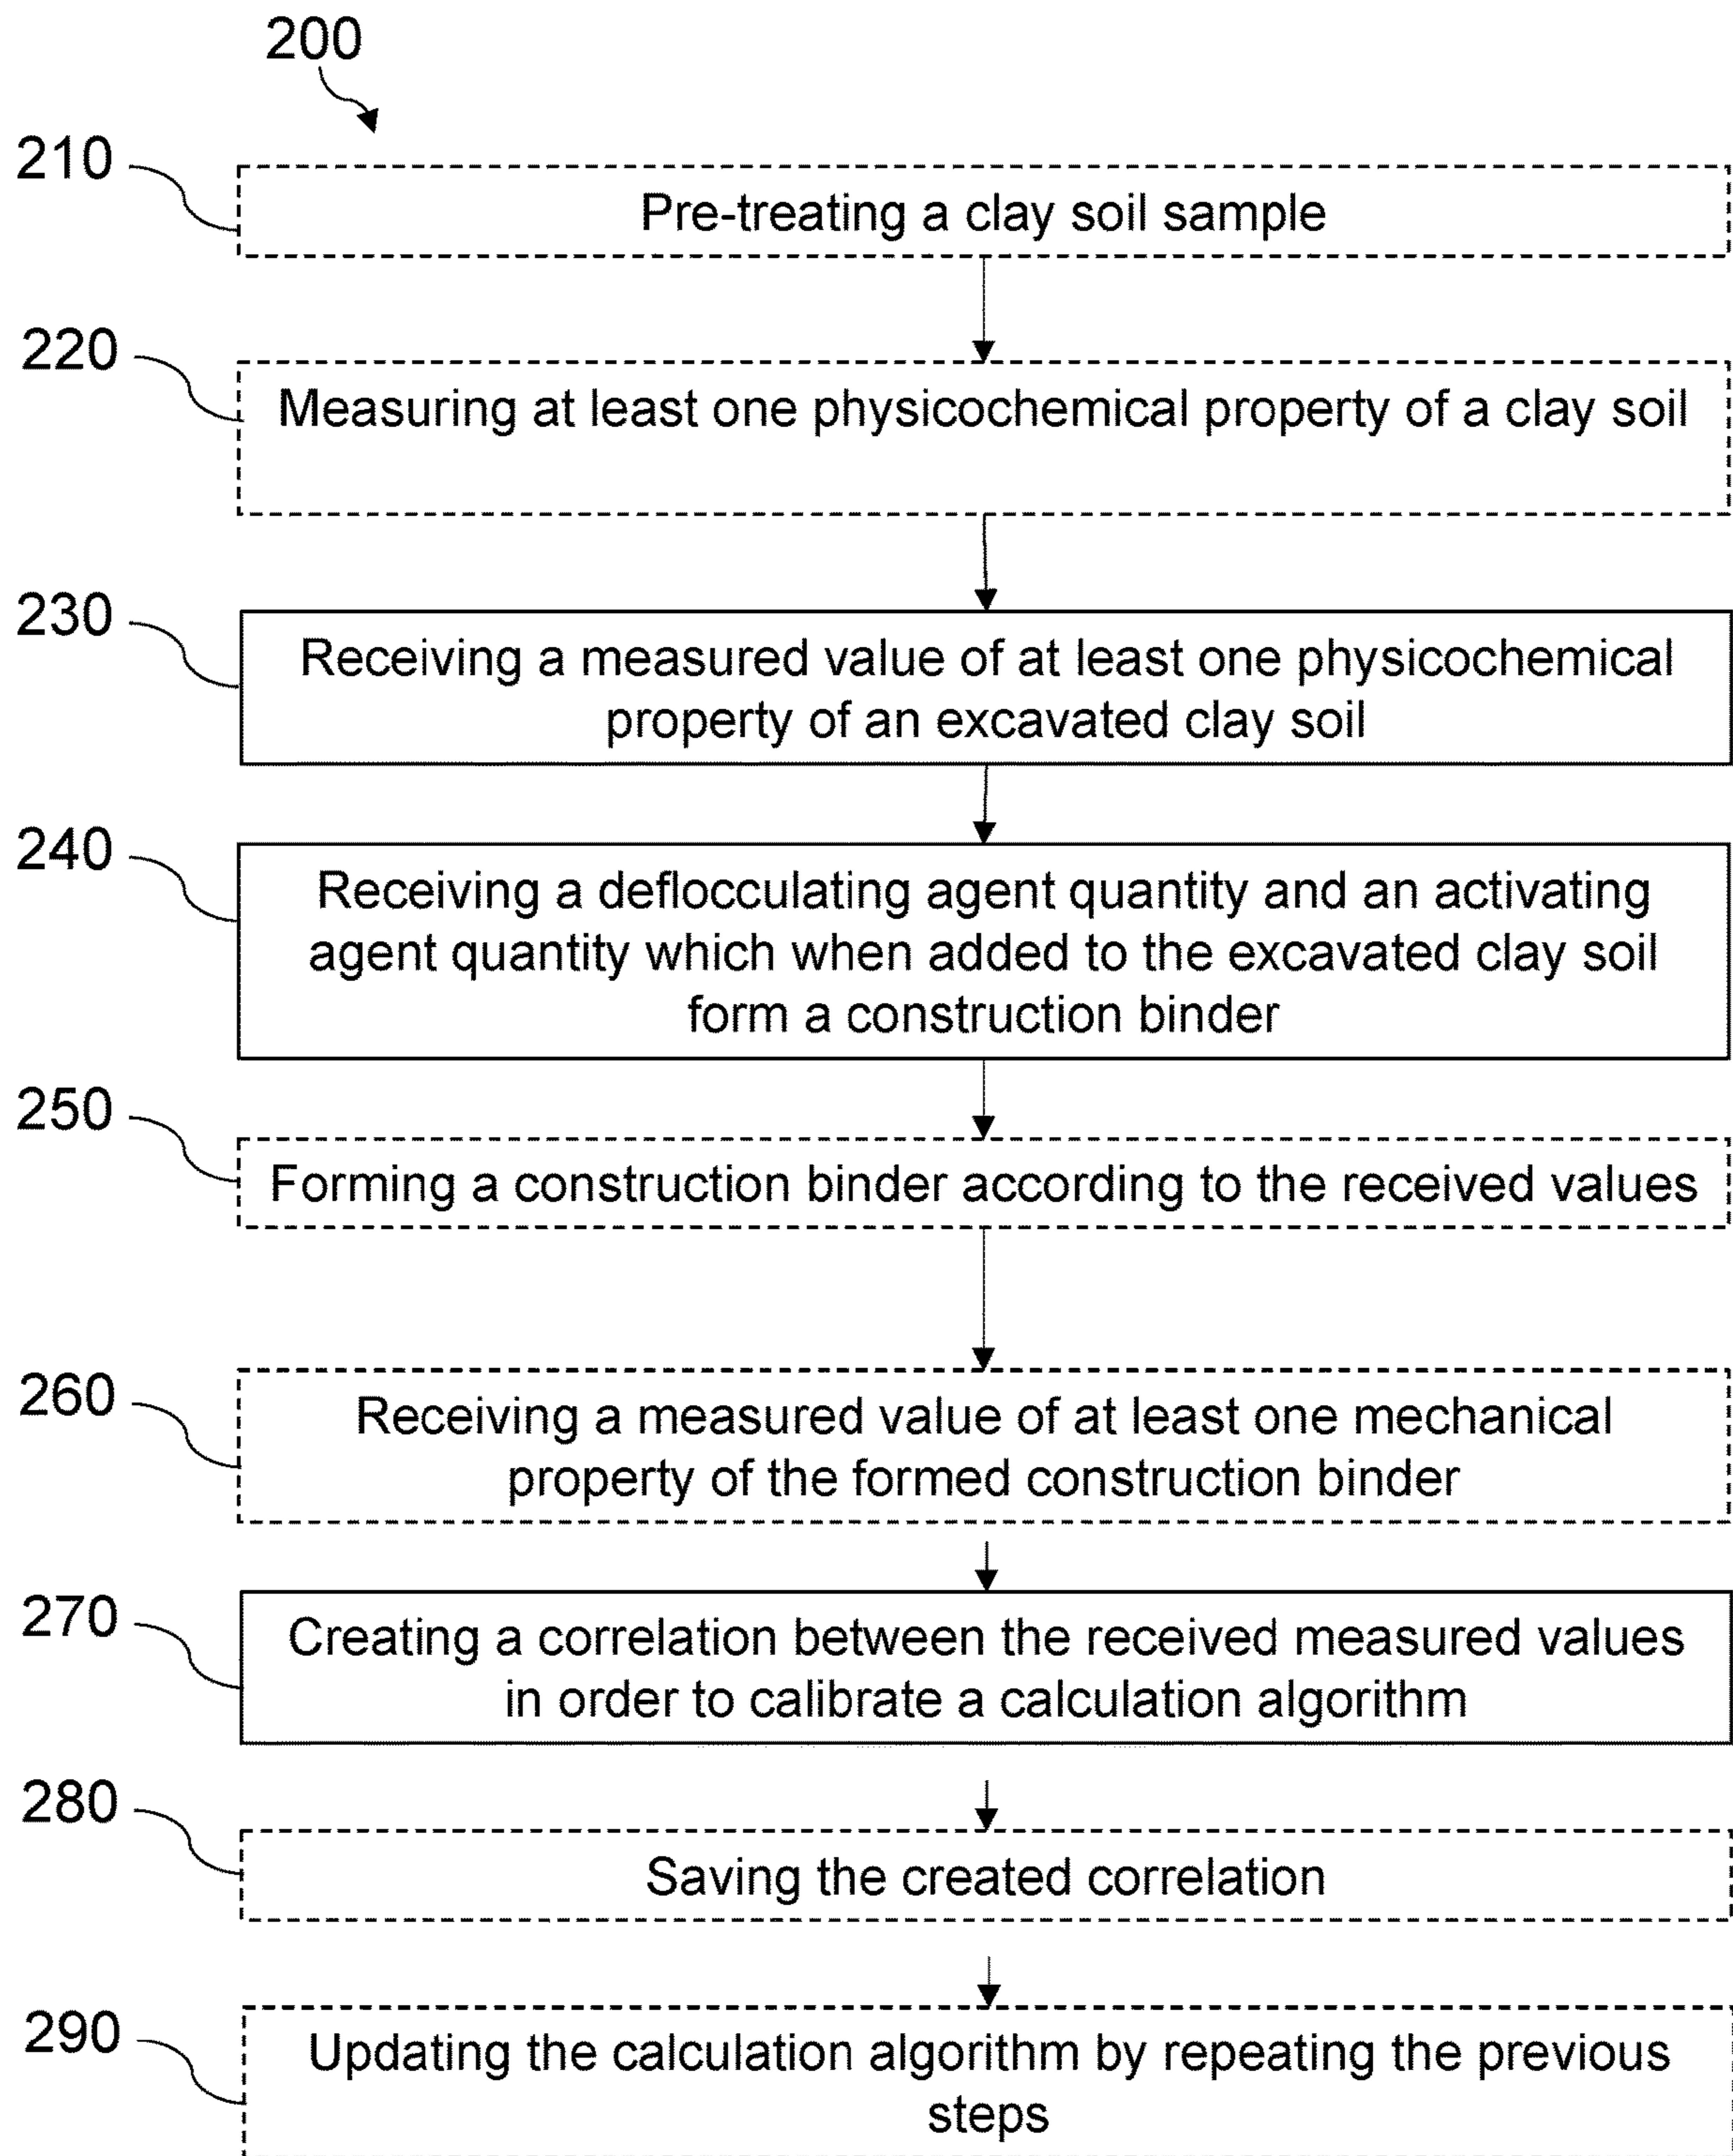 200
210
Pre-treating a clay soil sample
220
Measuring at least one physicochemical property of a clay soil
230
Receiving a measured value of at least one physicochemical
property of an excavated clay soil
240
Receiving a deflocculating agent quantity and an activating
agent quantity which when added to the excavated clay soil
form a construction binder
250
Forming a construction binder according to the received values
260
Receiving a measured value of at least one mechanical
property of the formed construction binder
270
Creating a correlation between the received measured values
in order to calibrate a calculation algorithm
280
Saving the created correlation
290
Updating the calculation algorithm by repeating the previous
steps